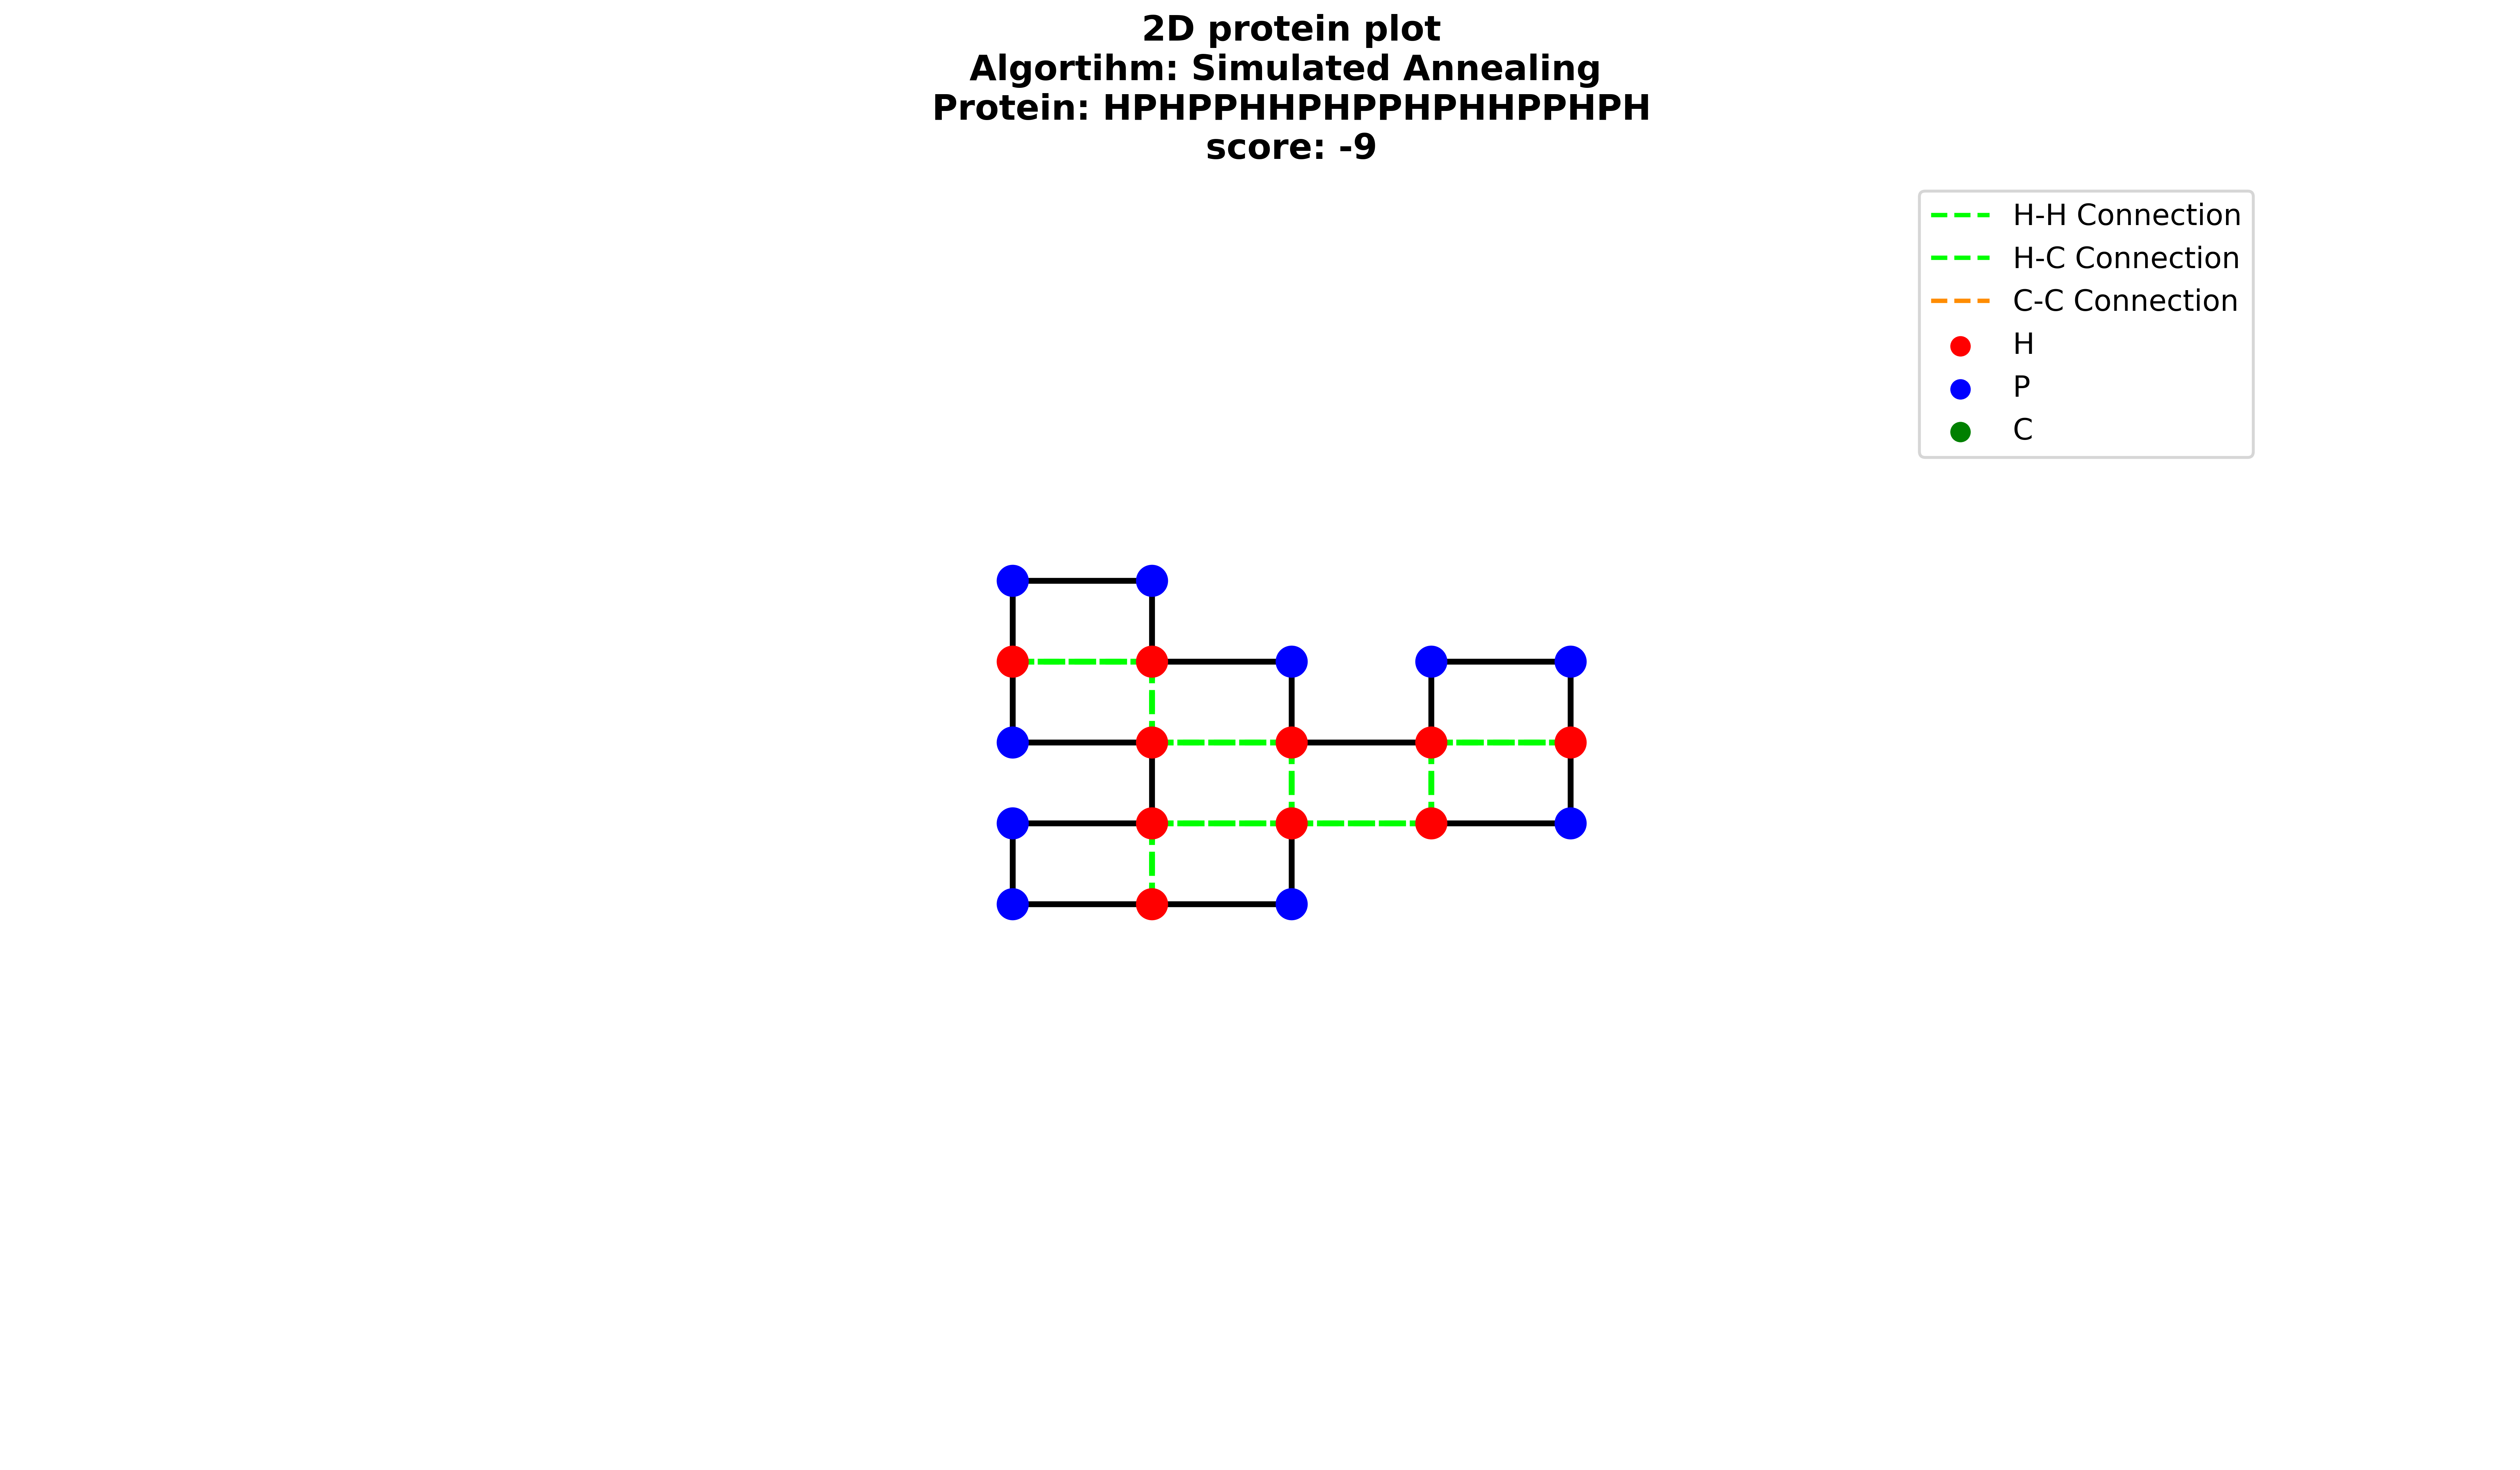 2D protein plot
Algortihm: Simulated Annealing
Protein: HPHPPHHPHPPHPHHPPHPH
score: -9
H-H Connection
H-C Connection
C-C Connection
H
P
C